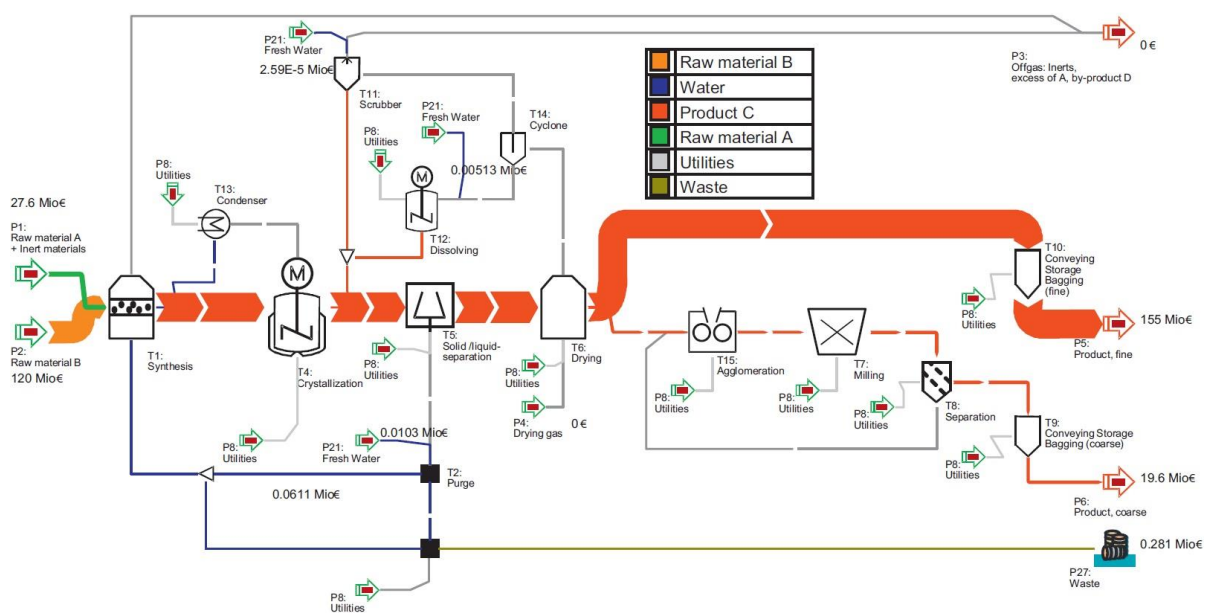 P21:
Fresh Water
2.59E-5 Mio€
T11:
Scrubber
P8:
Utilities
P21:
Fresh Water
T14:
Cyclone
0.00513 Mio€
M
T12:
Dissolving
Raw material B
Water
Product C
Raw material A
Utilities
Waste
0 €
P3:
Offgas: Inerts,
excess of A, by-product D
P8:
Utilities
T13:
Condenser
27.6 Mio€
P1:
Raw material A
+ Inert materials
P2:
Raw material B
120 Mio€
T1:
Synthesis
M
T4:
Crystallization
P8:
Utilities
T5:
Solid /liquid-
separation
P8:
Utilities
T6:
Drying
P8:
Utilities
P4:
Drying gas
0 €
T10:
Conveying
Storage
Bagging
(fine)
P8:
Utilities
155 Mio€
P5:
Product, fine
T15:
Agglomeration
P8:
Utilities
T7:
Milling
P8:
Utilities
T8:
Separation
P8:
Utilities
T9:
Conveying Storage
Bagging (coarse)
P8:
Utilities
19.6 Mio€
P6:
Product, coarse
0.0103 Mio€
P21:
Fresh Water
T2:
Purge
0.0611 Mio€
P8:
Utilities
0.281 Mio€
P27:
Waste